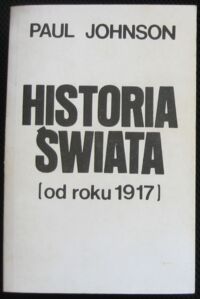 PAUL JOHNSON
HISTORIA
ŚWIATA
(od roku 1917)